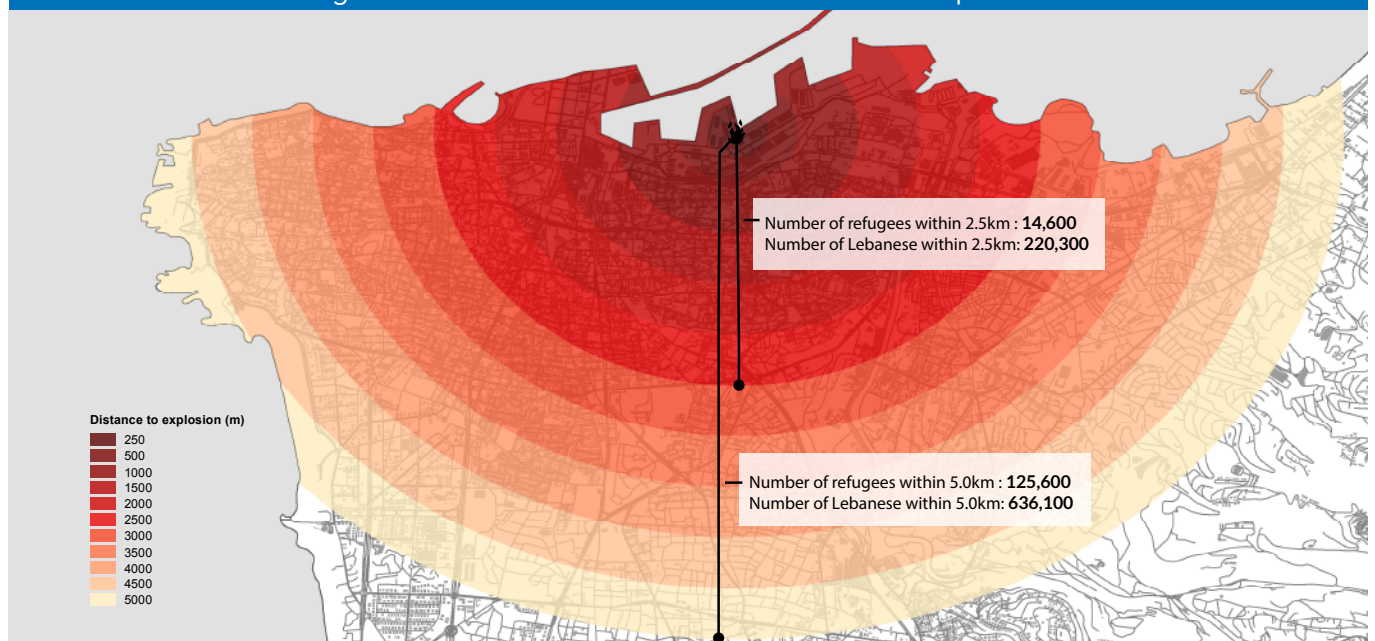 Number of refugees within 2.5km : 14,600
Number of Lebanese within 2.5km: 220,300
Number of refugees within 5.0km : 125,600
Number of Lebanese within 5.0km: 636,100
Distance to explosion (m)
250
500
1000
1500
2000
2500
3000
3500
4000
4500
5000